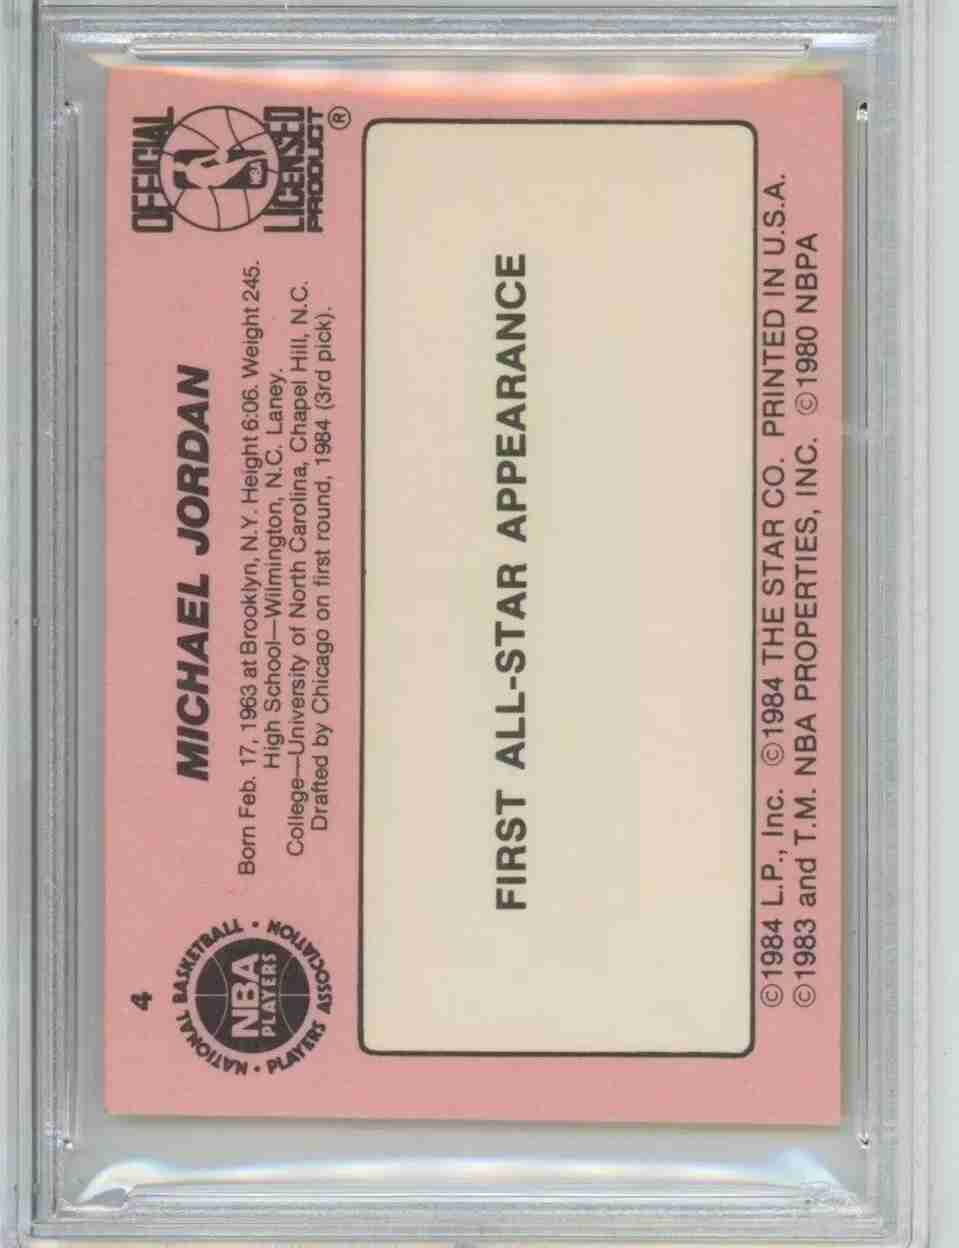 4
NATIONAL BASKETBALL • PLAYERS ASSOCIATION •
NBA
PLAYERS
MICHAEL JORDAN
Born Feb. 17, 1963 at Brooklyn, N.Y. Height 6:06. Weight 245.
High School—Wilmington, N.C. Laney.
College—University of North Carolina, Chapel Hill, N.C.
Drafted by Chicago on first round, 1984 (3rd pick).
OFFICIAL
NBA
LICENSED
PRODUCT ®
FIRST ALL-STAR APPEARANCE
©1984 L.P., Inc. ©1984 THE STAR CO. PRINTED IN U.S.A.
©1983 and T.M. NBA PROPERTIES, INC. ©1980 NBPA